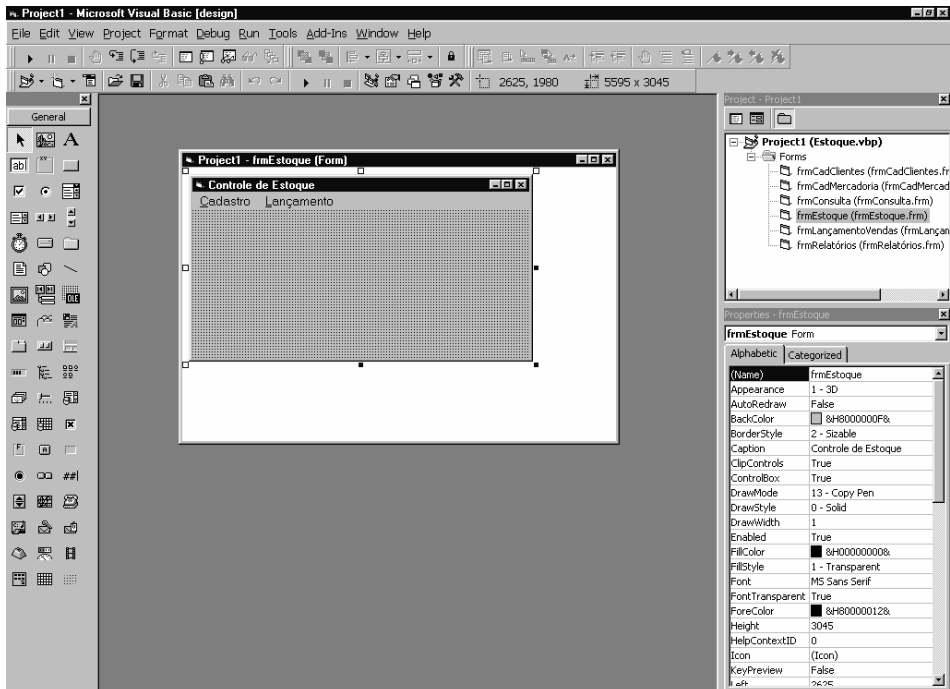 Project1 - Microsoft Visual Basic [design]
File Edit View Project Format Debug Run Tools Add-Ins Window Help
2625, 1980 5595 x 3045
General
A
ab
XY
OLE
##
Project1 - frmEstoque (Form)
Controle de Estoque
Cadastro Lançamento
Project - Project1
Project1 (Estoque.vbp)
Forms
frmCadClientes (frmCadClientes.fr
frmCadMercadoria (frmCadMercad
frmConsulta (frmConsulta.frm)
frmEstoque (frmEstoque.frm)
frmLançamentoVendas (frmLançan
frmRelatórios (frmRelatórios.frm)
Properties - frmEstoque
frmEstoque Form
Alphabetic Categorized
(Name) frmEstoque
Appearance 1 - 3D
AutoRedraw False
BackColor &H8000000F&
BorderStyle 2 - Sizable
Caption Controle de Estoque
ClipControls True
ControlBox True
DrawMode 13 - Copy Pen
DrawStyle 0 - Solid
DrawWidth 1
Enabled True
FillColor &H00000000&
FillStyle 1 - Transparent
Font MS Sans Serif
FontTransparent True
ForeColor &H80000012&
Height 3045
HelpContextID 0
Icon (Icon)
KeyPreview False
Left 2625